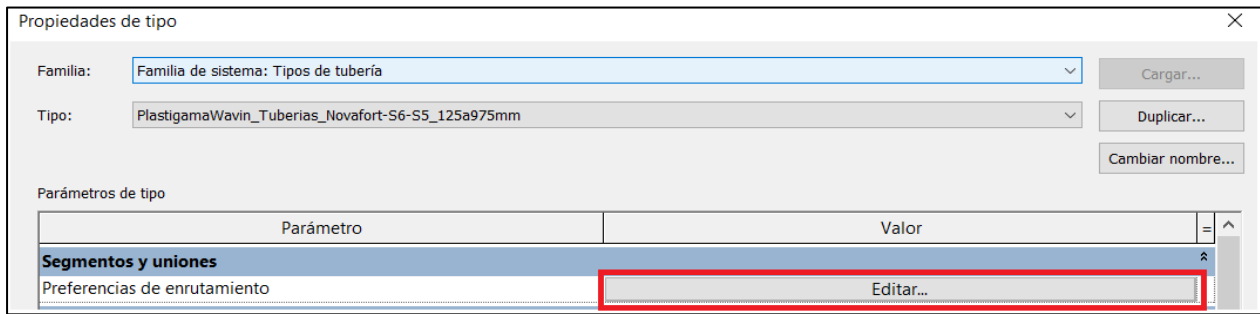 Propiedades de tipo
Familia: Familia de sistema: Tipos de tubería Cargar...
Tipo: PlastigamaWavin_Tuberias_Novafort-S6-S5_125a975mm Duplicar...
Cambiar nombre...
Parámetros de tipo
Parámetro Valor =
Segmentos y uniones
Preferencias de enrutamiento Editar...